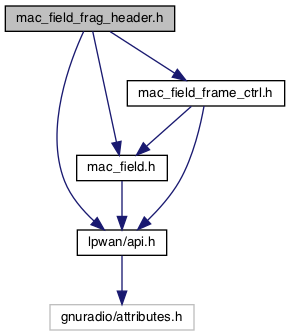 mac_field_frag_header.h
mac_field_frame_ctrl.h
mac_field.h
lpwan/api.h
gnuradio/attributes.h